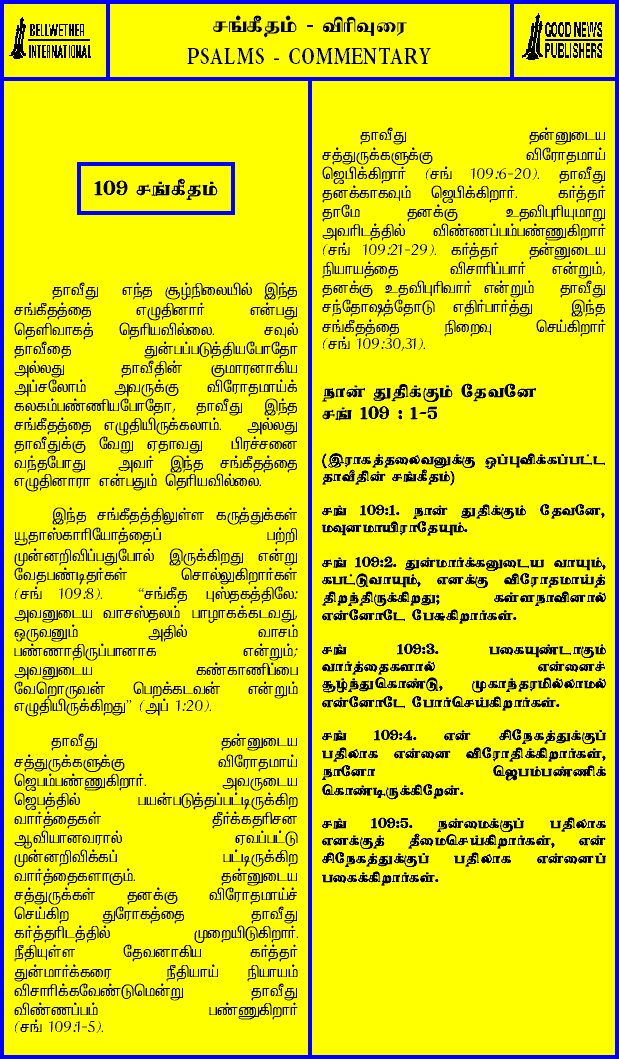 BELLWETHER
INTERNATIONAL
சங்கீதம் - விரிவுரை
PSALMS - COMMENTARY
GOOD NEWS
PUBLISHERS
109 சங்கீதம்
தாவீது எந்த சூழ்நிலையில் இந்த
சங்கீதத்தை எழுதினார் என்பது
தெளிவாகத் தெரியவில்லை. சவுல்
தாவீதை துன்பப்படுத்தியபோதோ
அல்லது தாவீதின் குமாரனாகிய
அப்சலோம் அவருக்கு விரோதமாய்க்
கலகம்பண்ணியபோதோ, தாவீது இந்த
சங்கீதத்தை எழுதியிருக்கலாம். அல்லது
தாவீதுக்கு வேறு ஏதாவது பிரச்சனை
வந்தபோது அவர் இந்த சங்கீதத்தை
எழுதினாரா என்பதும் தெரியவில்லை.
இந்த சங்கீதத்திலுள்ள கருத்துக்கள்
யூதாஸ்காரியோத்தைப் பற்றி
முன்னறிவிப்பதுபோல் இருக்கிறது என்று
வேதபண்டிதர்கள் சொல்லுகிறார்கள்
(சங் 109:8). “சங்கீத புஸ்தகத்திலே:
அவனுடைய வாசஸ்தலம் பாழாகக்கடவது,
ஒருவனும் அதில் வாசம்
பண்ணாதிருப்பானாக என்றும்;
அவனுடைய கண்காணிப்பை
வேறொருவன் பெறக்கடவன் என்றும்
எழுதியிருக்கிறது” (அப் 1:20).
தாவீது தன்னுடைய
சத்துருக்களுக்கு விரோதமாய்
ஜெபம்பண்ணுகிறார். அவருடைய
ஜெபத்தில் பயன்படுத்தப்பட்டிருக்கிற
வார்த்தைகள் தீர்க்கதரிசன
ஆவியானவரால் ஏவப்பட்டு
முன்னறிவிக்கப் பட்டிருக்கிற
வார்த்தைகளாகும். தன்னுடைய
சத்துருக்கள் தனக்கு விரோதமாய்ச்
செய்கிற துரோகத்தை தாவீது
கர்த்தரிடத்தில் முறையிடுகிறார்.
நீதியுள்ள தேவனாகிய கர்த்தர்
துன்மார்க்கரை நீதியாய் நியாயம்
விசாரிக்கவேண்டுமென்று தாவீது
விண்ணப்பம் பண்ணுகிறார்
(சங் 109:1-5).
தாவீது தன்னுடைய
சத்துருக்களுக்கு விரோதமாய்
ஜெபிக்கிறார் (சங் 109:6-20). தாவீது
தனக்காகவும் ஜெபிக்கிறார். கர்த்தர்
தாமே தனக்கு உதவிபுரியுமாறு
அவரிடத்தில் விண்ணப்பம்பண்ணுகிறார்
(சங் 109:21-29). கர்த்தர் தன்னுடைய
நியாயத்தை விசாரிப்பார் என்றும்,
தனக்கு உதவிபுரிவார் என்றும் தாவீது
சந்தோஷத்தோடு எதிர்பார்த்து இந்த
சங்கீதத்தை நிறைவு செய்கிறார்
(சங் 109:30,31).
நான் துதிக்கும் தேவனே
சங் 109 : 1-5
(இராகத்தலைவனுக்கு ஒப்புவிக்கப்பட்ட
தாவீதின் சங்கீதம்)
சங் 109:1. நான் துதிக்கும் தேவனே,
மவுனமாயிராதேயும்.
சங் 109:2. துன்மார்க்கனுடைய வாயும்,
கபட்டுவாயும், எனக்கு விரோதமாய்த்
திறந்திருக்கிறது; கள்ளநாவினால்
என்னோடே பேசுகிறார்கள்.
சங் 109:3. பகையுண்டாகும்
வார்த்தைகளால் என்னைச்
சூழ்ந்துகொண்டு, முகாந்தரமில்லாமல்
என்னோடே போர்செய்கிறார்கள்.
சங் 109:4. என் சிநேகத்துக்குப்
பதிலாக என்னை விரோதிக்கிறார்கள்,
நானோ ஜெபம்பண்ணிக்
கொண்டிருக்கிறேன்.
சங் 109:5. நன்மைக்குப் பதிலாக
எனக்குத் தீமைசெய்கிறார்கள், என்
சிநேகத்துக்குப் பதிலாக என்னைப்
பகைக்கிறார்கள்.